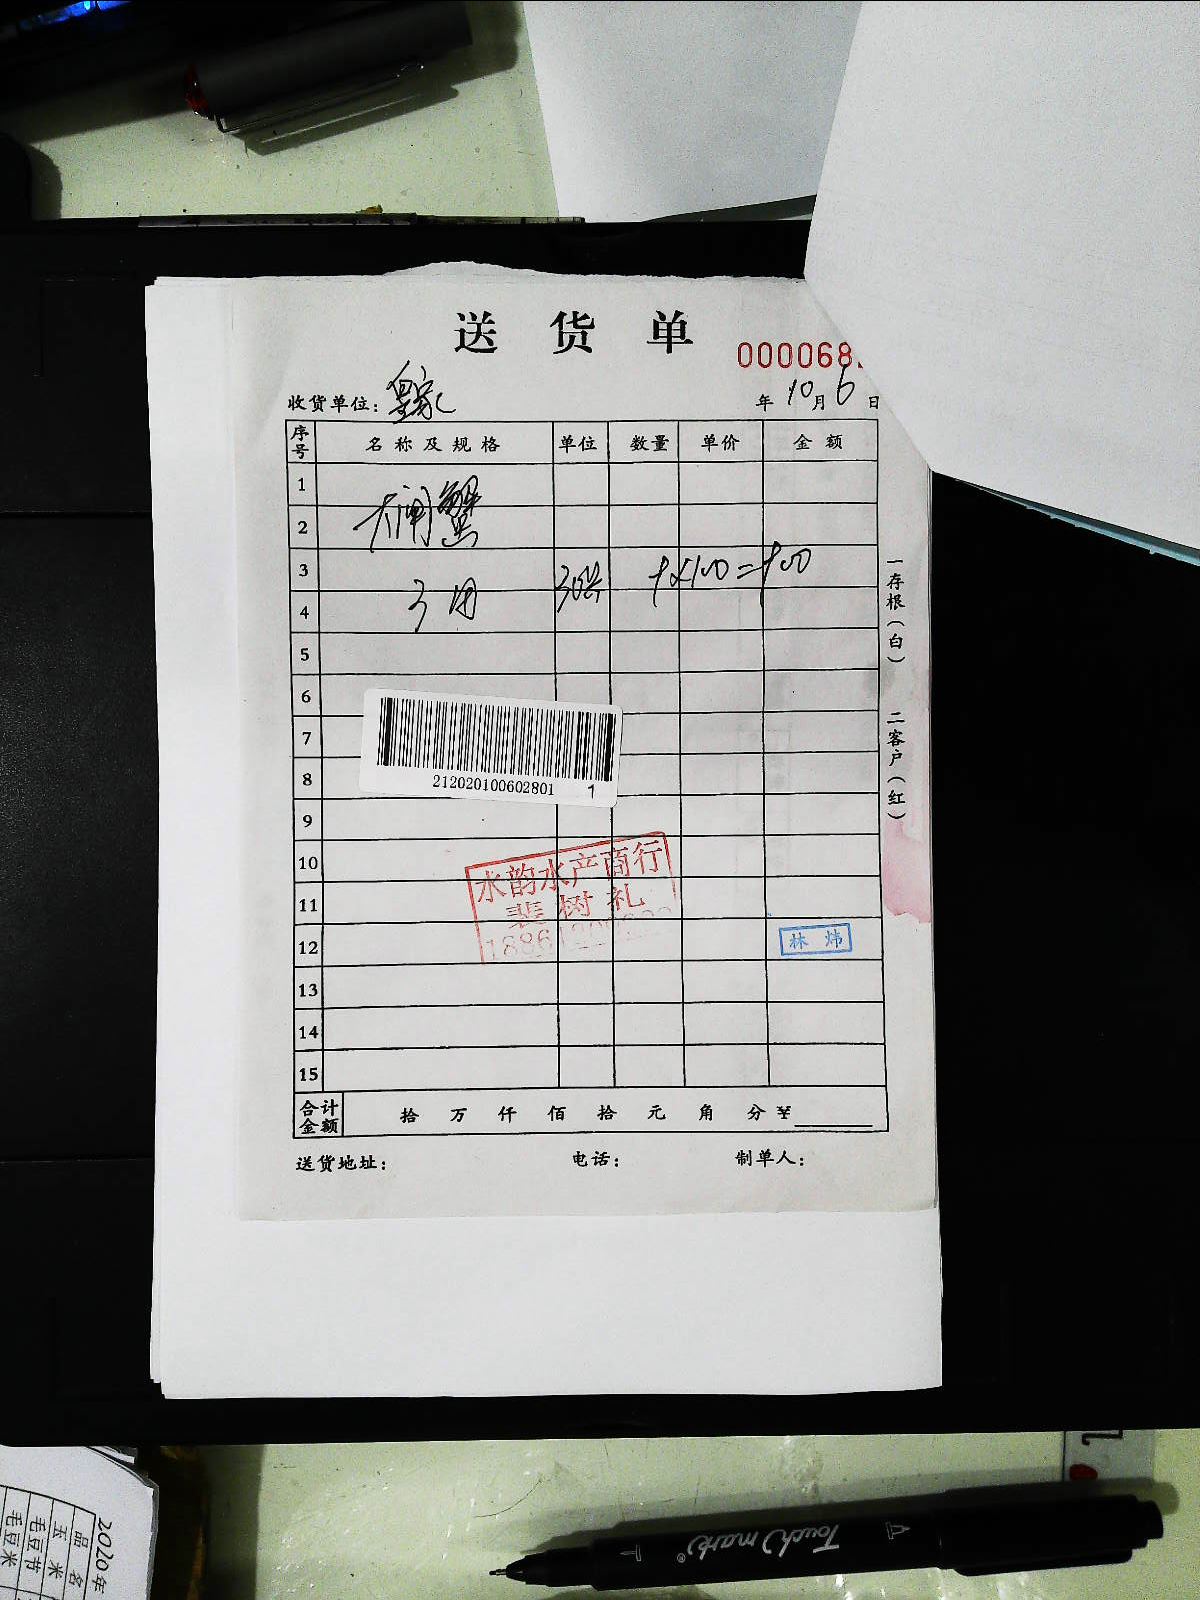 送货单
000068
收货单位: 皇家
年 10 月 6 日
序号 名称及规格 单位 数量 单价 金额
1
2 大闸蟹
3
4
5
6
7
8
9
10
11
12
13
14
15
212020100602801 1
水韵水产商行
裴树礼
林炜
合计金额 拾 万 仟 佰 拾 元 角 分 ¥
送货地址: 电话: 制单人:
一存根(白) 二客户(红)
2020年
品名
玉米
毛豆节
毛豆米
Touch mark